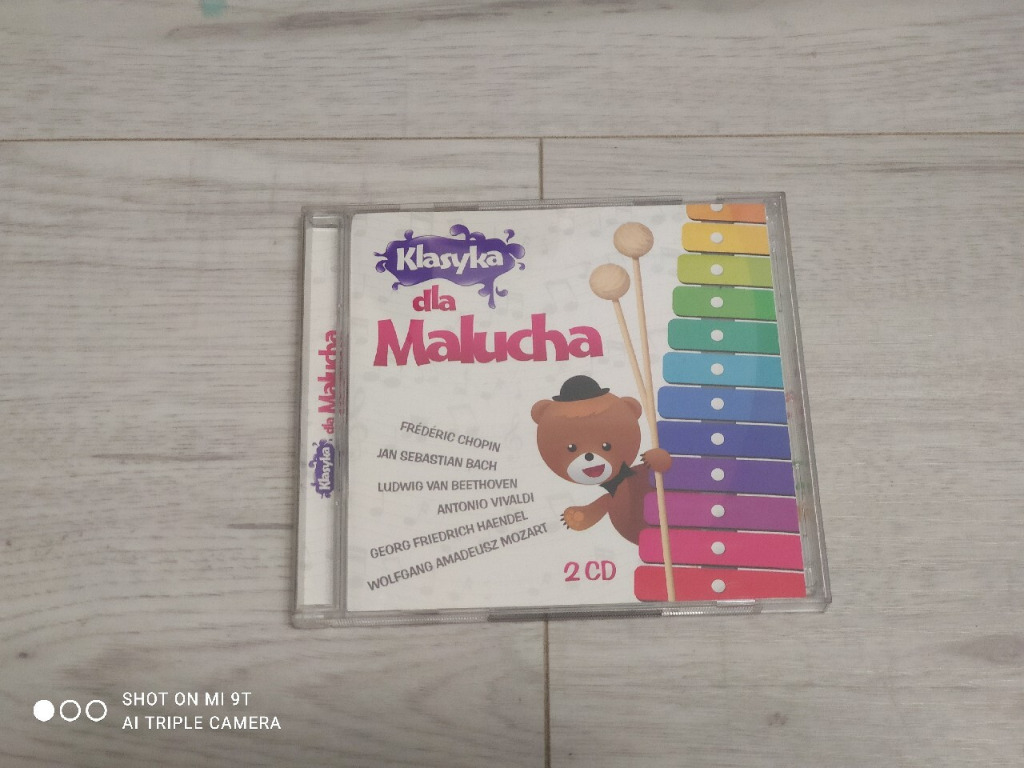 Klasyka
dla
Malucha
FRÉDÉRIC CHOPIN
JAN SEBASTIAN BACH
LUDWIG VAN BEETHOVEN
ANTONIO VIVALDI
GEORG FRIEDRICH HAENDEL
WOLFGANG AMADEUSZ MOZART
2 CD
Klasyka dla Malucha
SHOT ON MI 9T
AI TRIPLE CAMERA